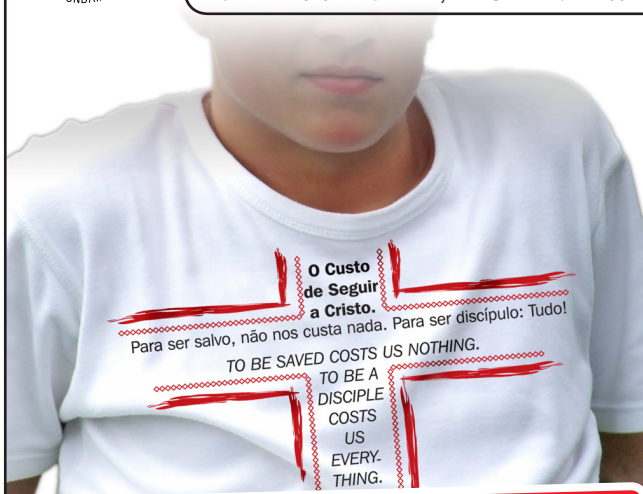 O Custo
de Seguir
a Cristo.
Para ser salvo, não nos custa nada. Para ser discípulo: Tudo!
TO BE SAVED COSTS US NOTHING.
TO BE A
DISCIPLE
COSTS
US
EVERY-
THING.